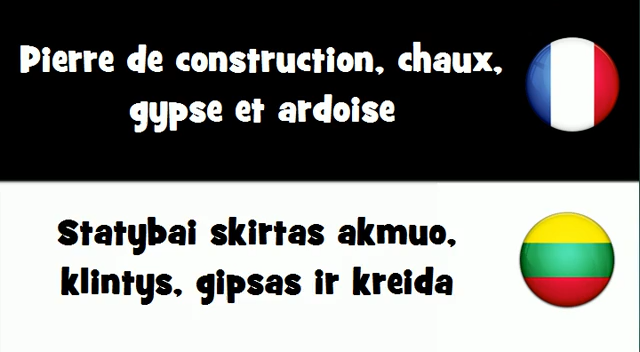 Pierre de construction, chaux,
gypse et ardoise
Statybai skirtas akmuo,
klintys, gipsas ir kreida